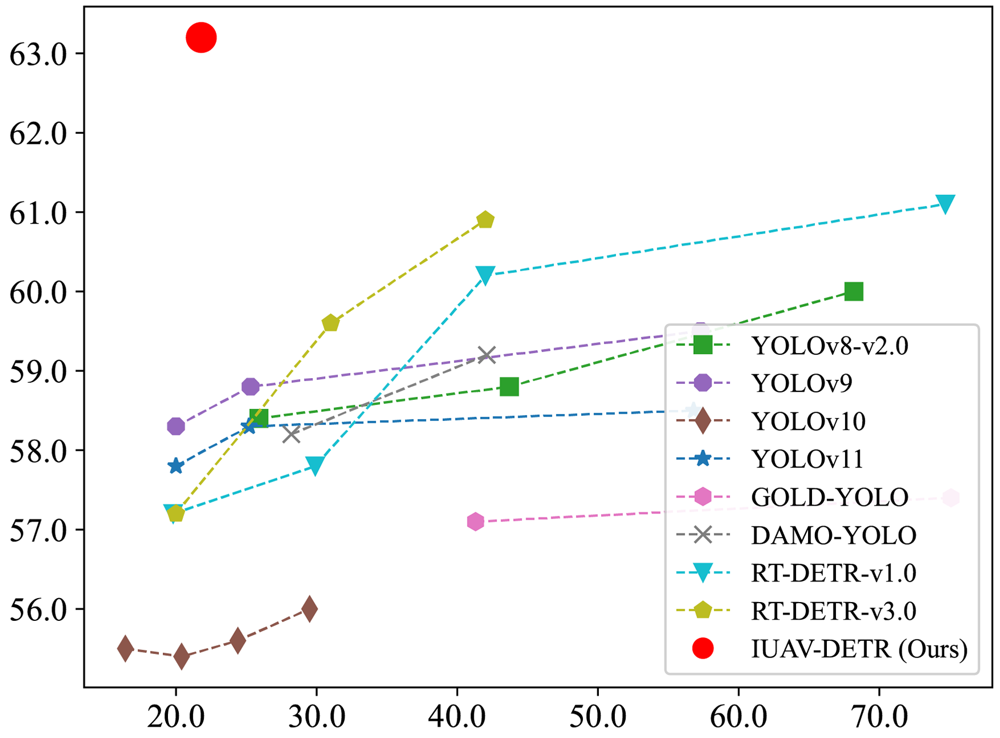 63.0
62.0
61.0
60.0
59.0
58.0
57.0
56.0
YOLOv8-v2.0
YOLOv9
YOLOv10
YOLOv11
GOLD-YOLO
DAMO-YOLO
RT-DETR-v1.0
RT-DETR-v3.0
IUAV-DETR (Ours)
20.0 30.0 40.0 50.0 60.0 70.0